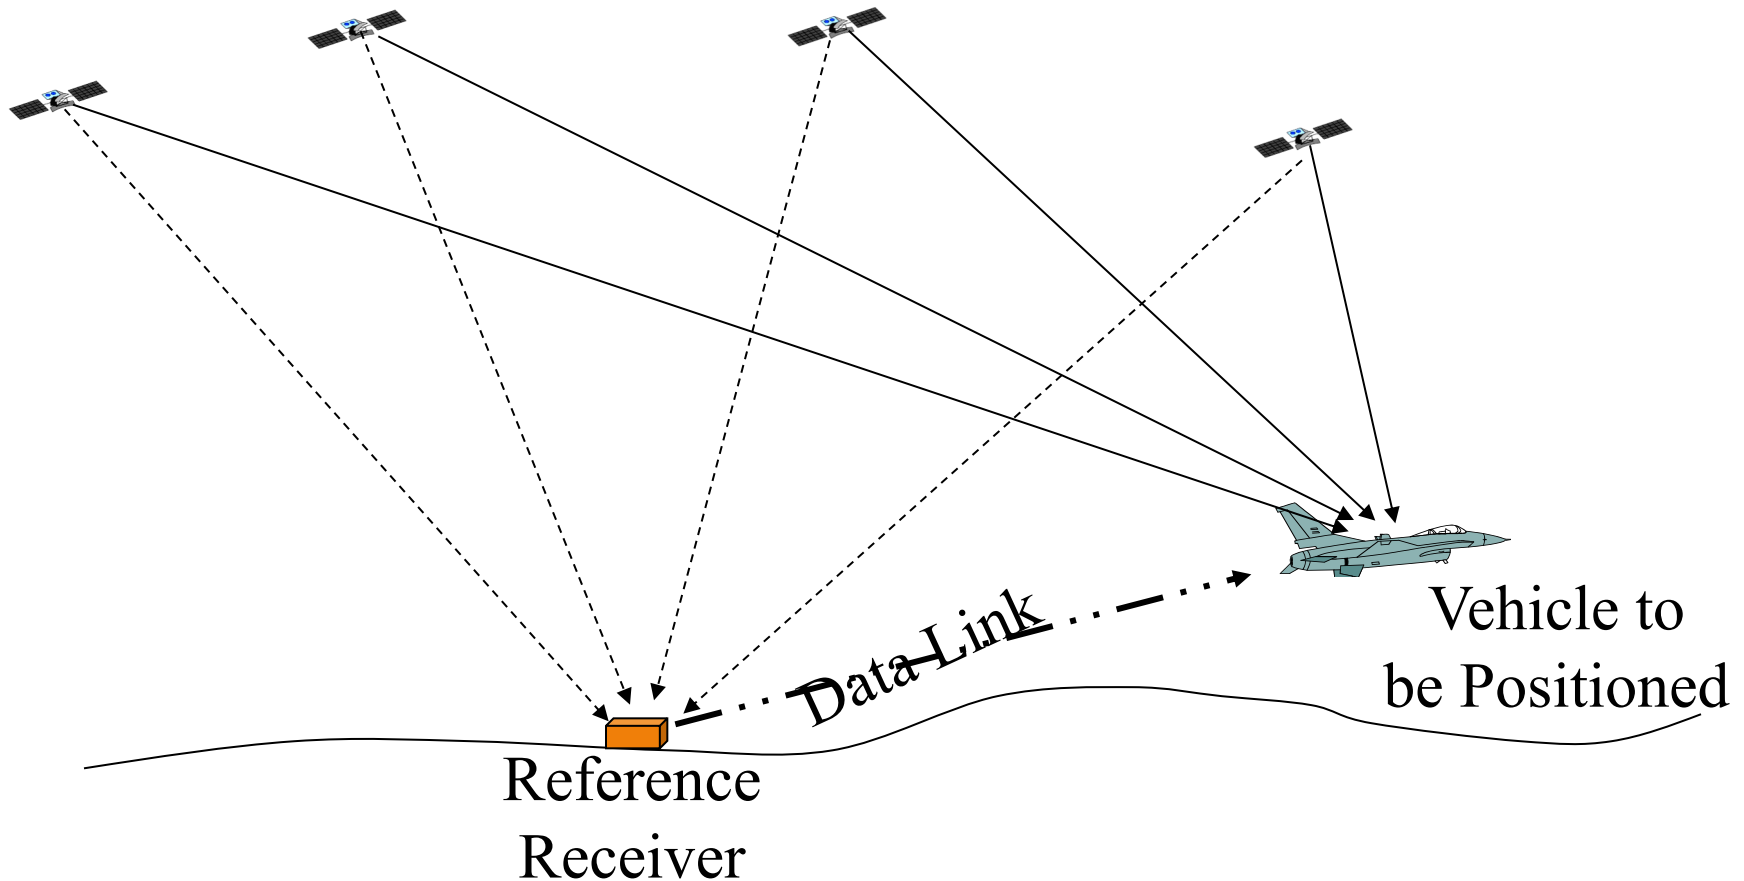 Data Link
Vehicle to
be Positioned
Reference
Receiver